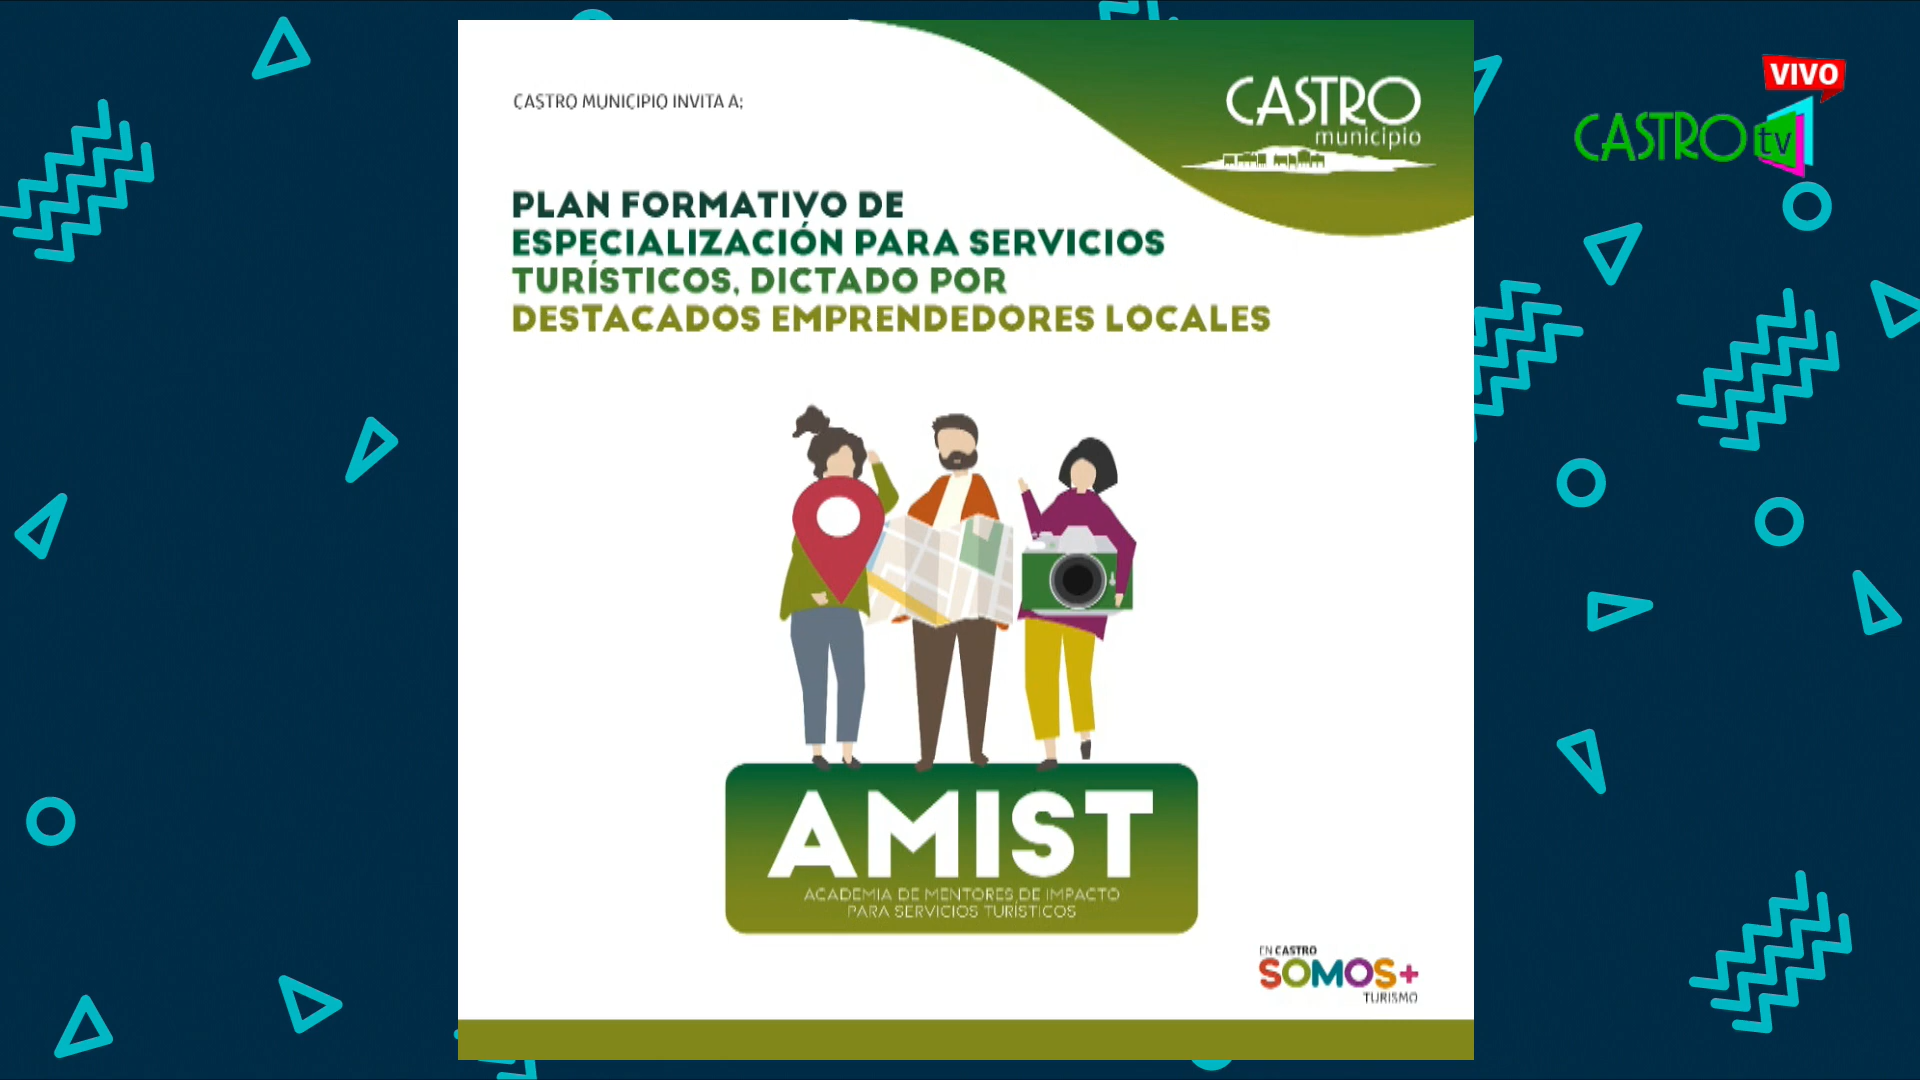 CASTRO MUNICIPIO INVITA A:
CASTRO
municipio
VIVO
CASTRO tv
PLAN FORMATIVO DE
ESPECIALIZACIÓN PARA SERVICIOS
TURÍSTICOS, DICTADO POR
DESTACADOS EMPRENDEDORES LOCALES
AMIST
ACADEMIA DE MENTORES DE IMPACTO
PARA SERVICIOS TURÍSTICOS
EN CASTRO
SOMOS+
TURISMO